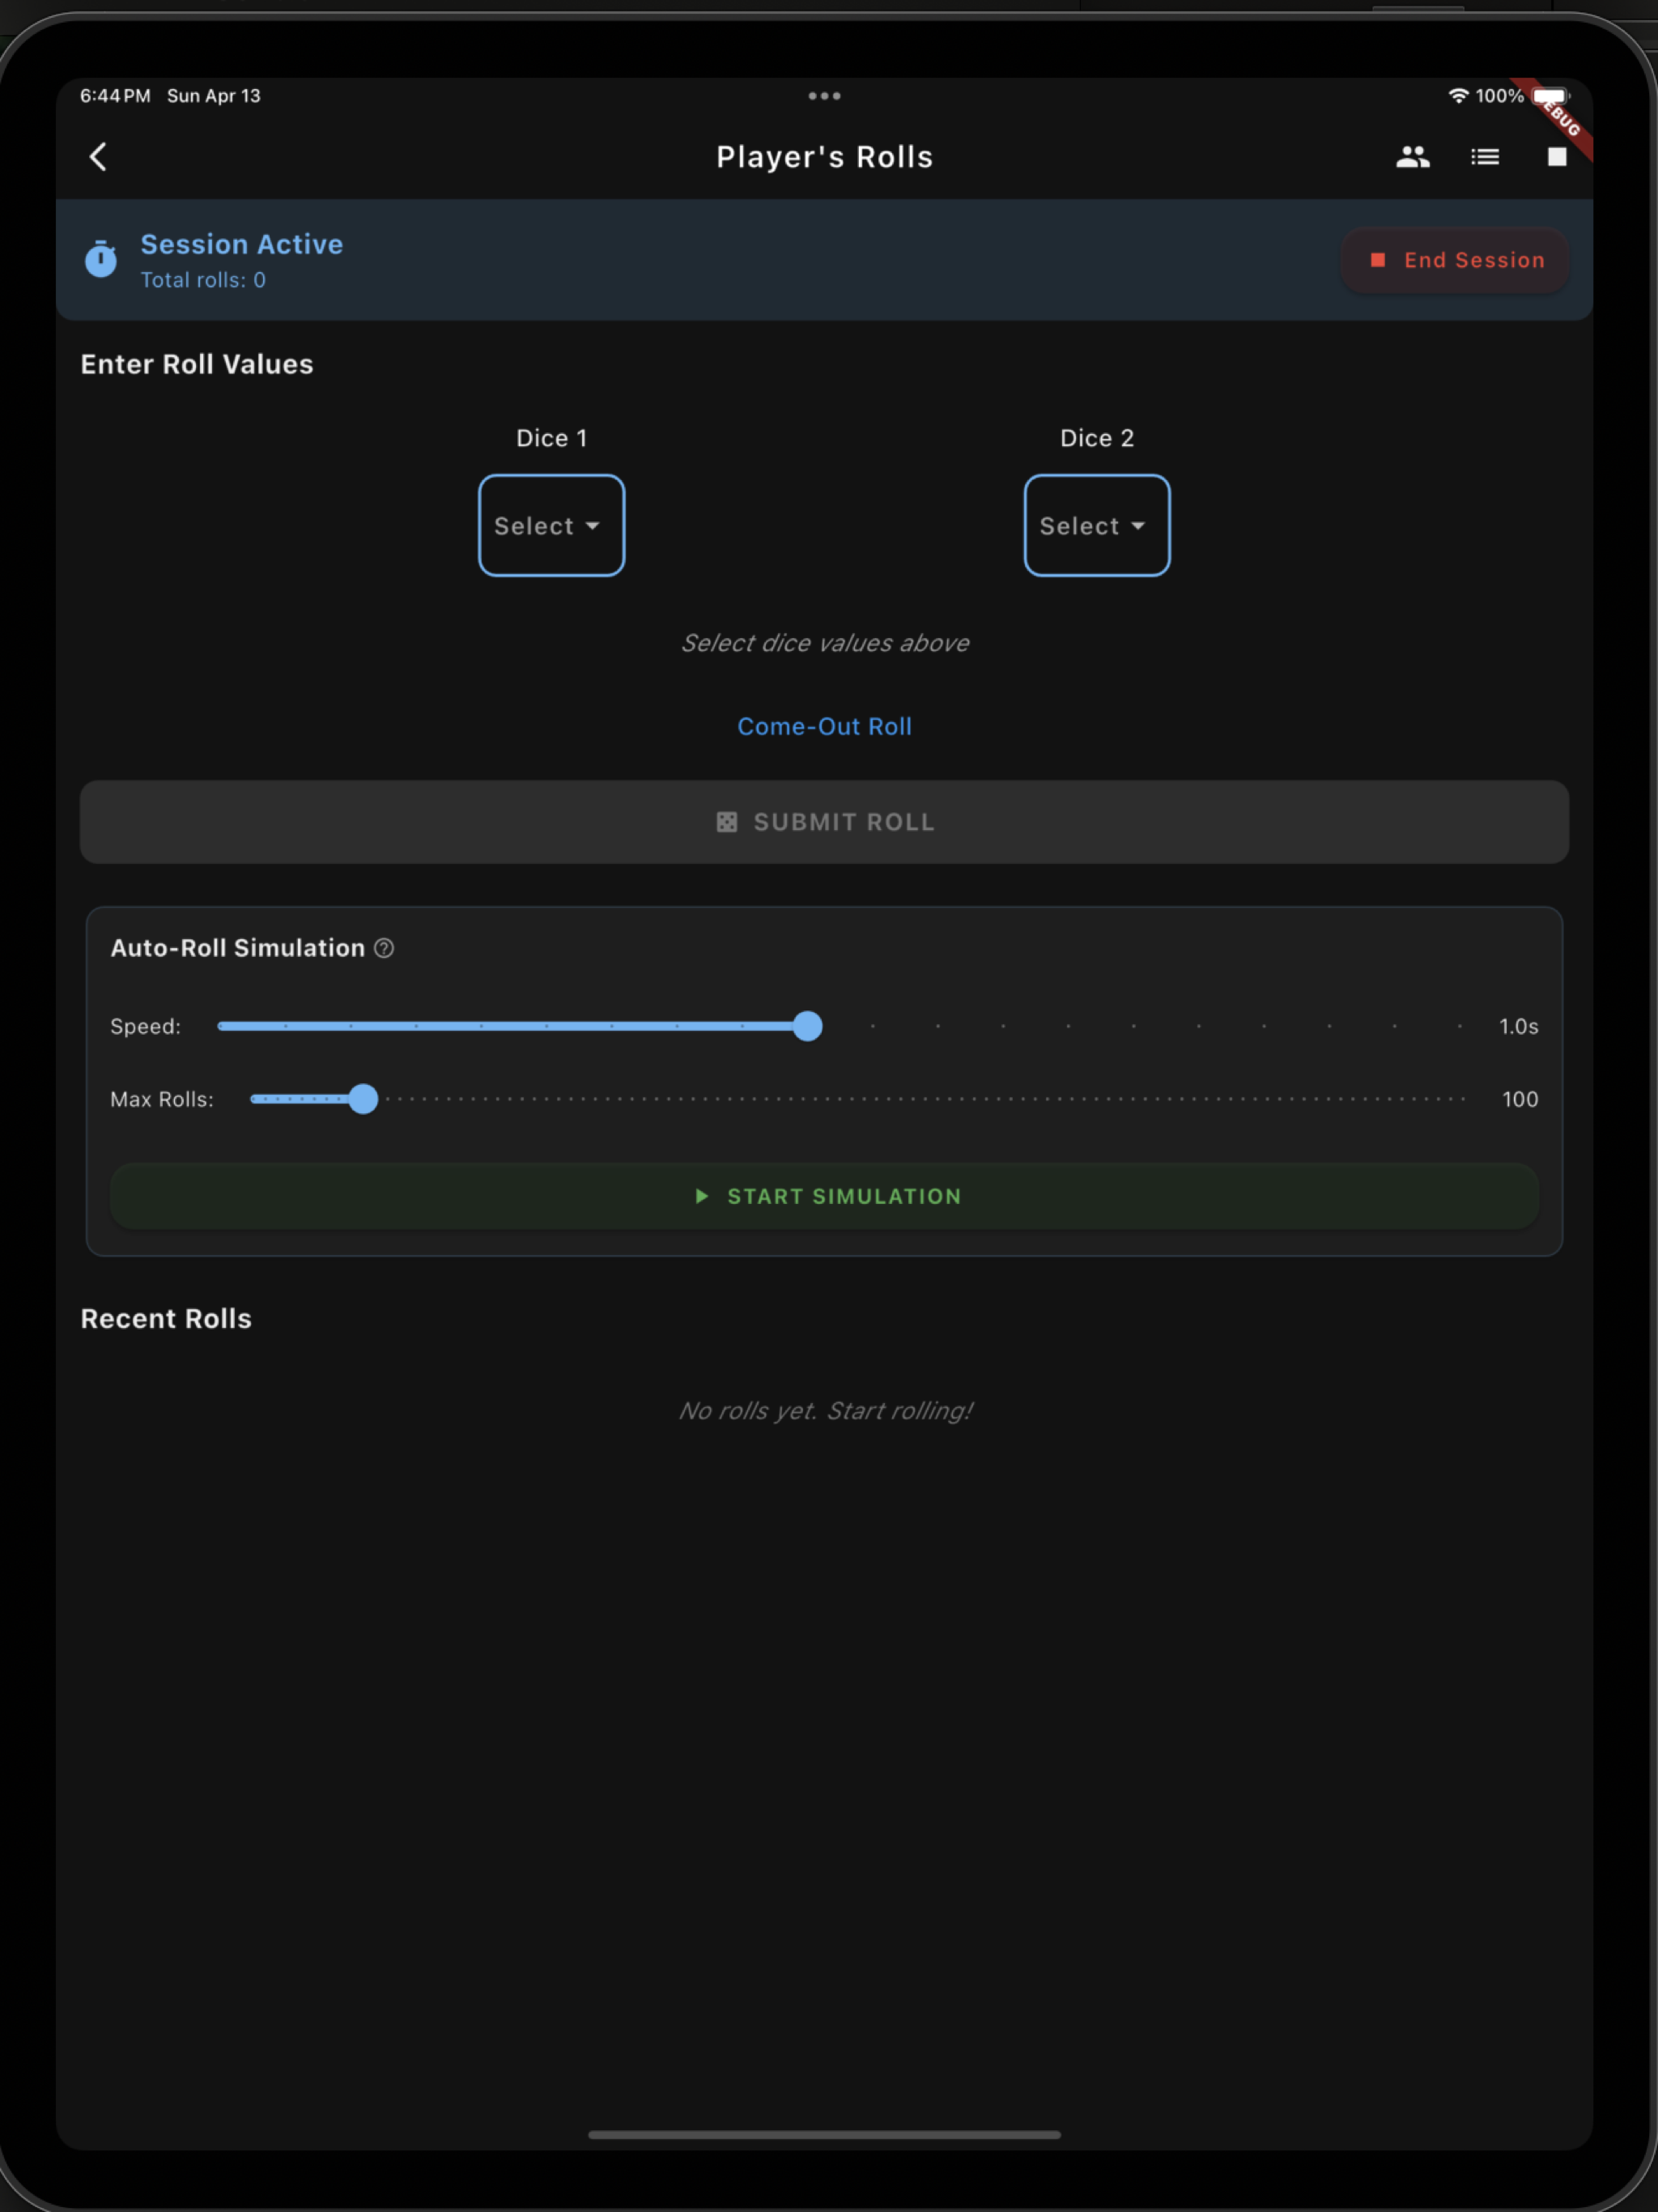 6:44 PM Sun Apr 13
100%
EBUG
Player's Rolls
Session Active
Total rolls: 0
End Session
Enter Roll Values
Dice 1
Dice 2
Select
Select
Select dice values above
Come-Out Roll
SUBMIT ROLL
Auto-Roll Simulation
Speed:
1.0s
Max Rolls:
100
START SIMULATION
Recent Rolls
No rolls yet. Start rolling!